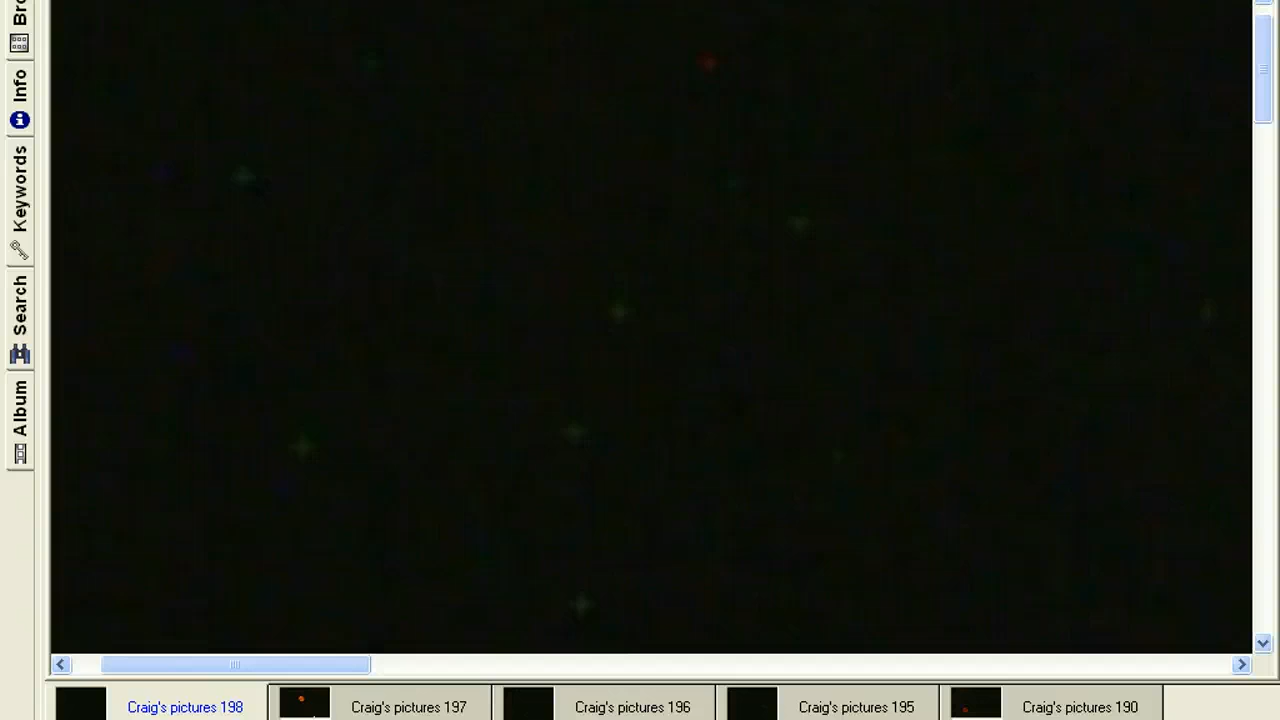 Info
Keywords
Search
Album
Craig's pictures 198
Craig's pictures 197
Craig's pictures 196
Craig's pictures 195
Craig's pictures 190